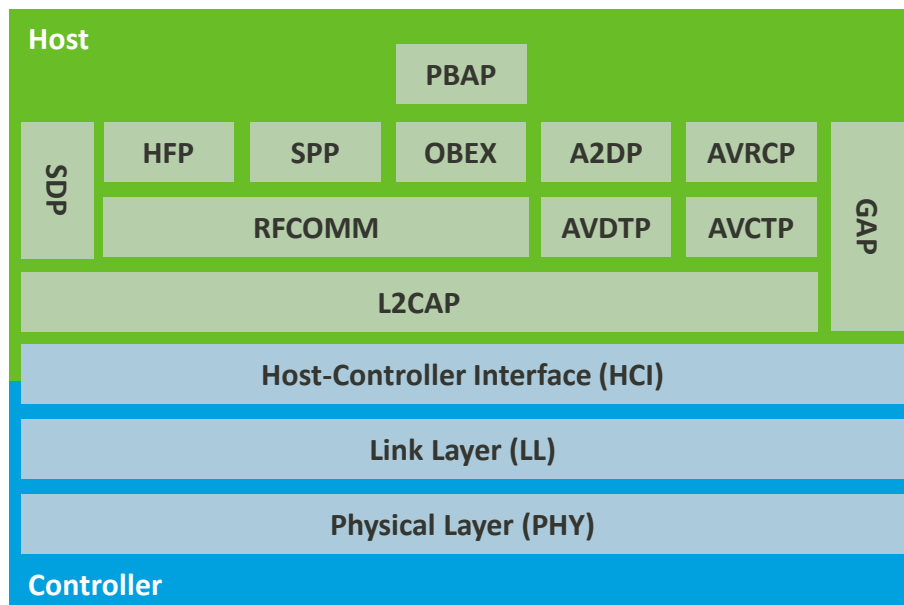 Host
PBAP
SDP
HFP
SPP
OBEX
A2DP
AVRCP
GAP
RFCOMM
AVDTP
AVCTP
L2CAP
Host-Controller Interface (HCI)
Link Layer (LL)
Physical Layer (PHY)
Controller